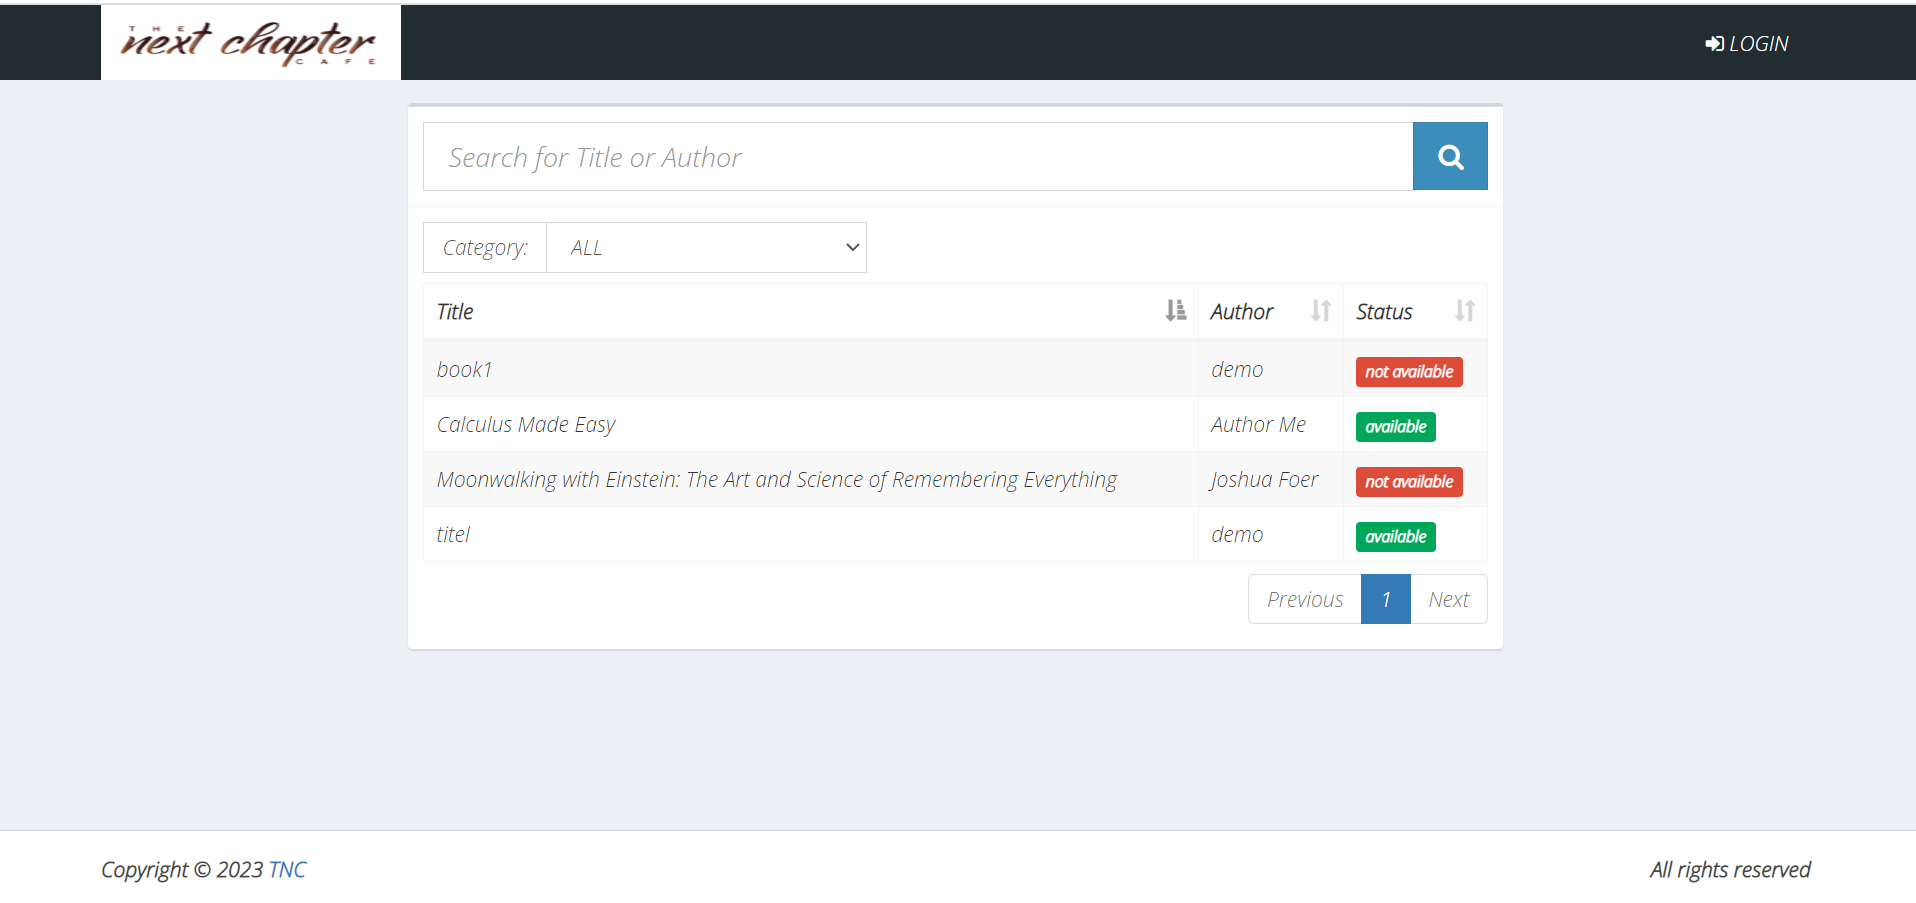 THE
next chapter
CAFE
LOGIN
Search for Title or Author
Category: ALL
Title Author Status
book1 demo not available
Calculus Made Easy Author Me available
Moonwalking with Einstein: The Art and Science of Remembering Everything Joshua Foer not available
titel demo available
Previous 1 Next
Copyright © 2023 TNC All rights reserved